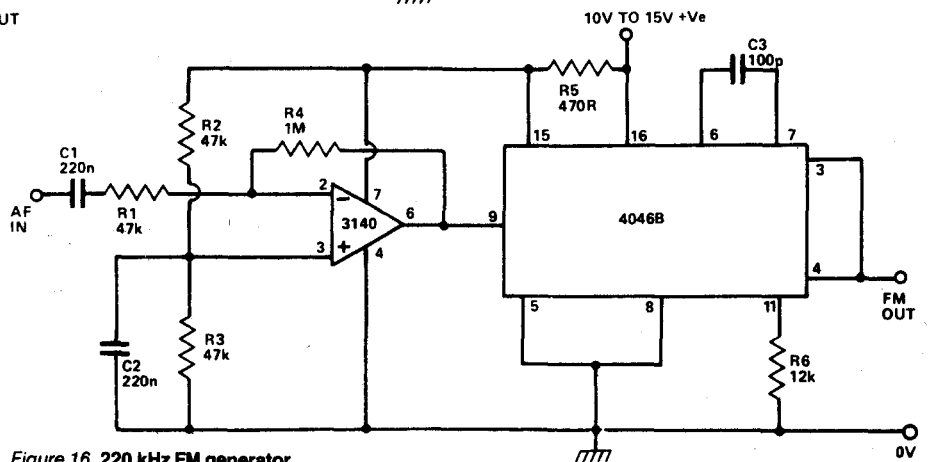 UT
10V TO 15V +Ve
C3
100p
R5
470R
R4
1M
R2
47k
15
16
6
7
C1
220n
3
2
7
AF
IN
R1
47k
3140
6
9
4046B
3
4
4
FM
OUT
5
8
11
R3
47k
C2
220n
R6
12k
0V
Figure 16. 220 kHz FM generator